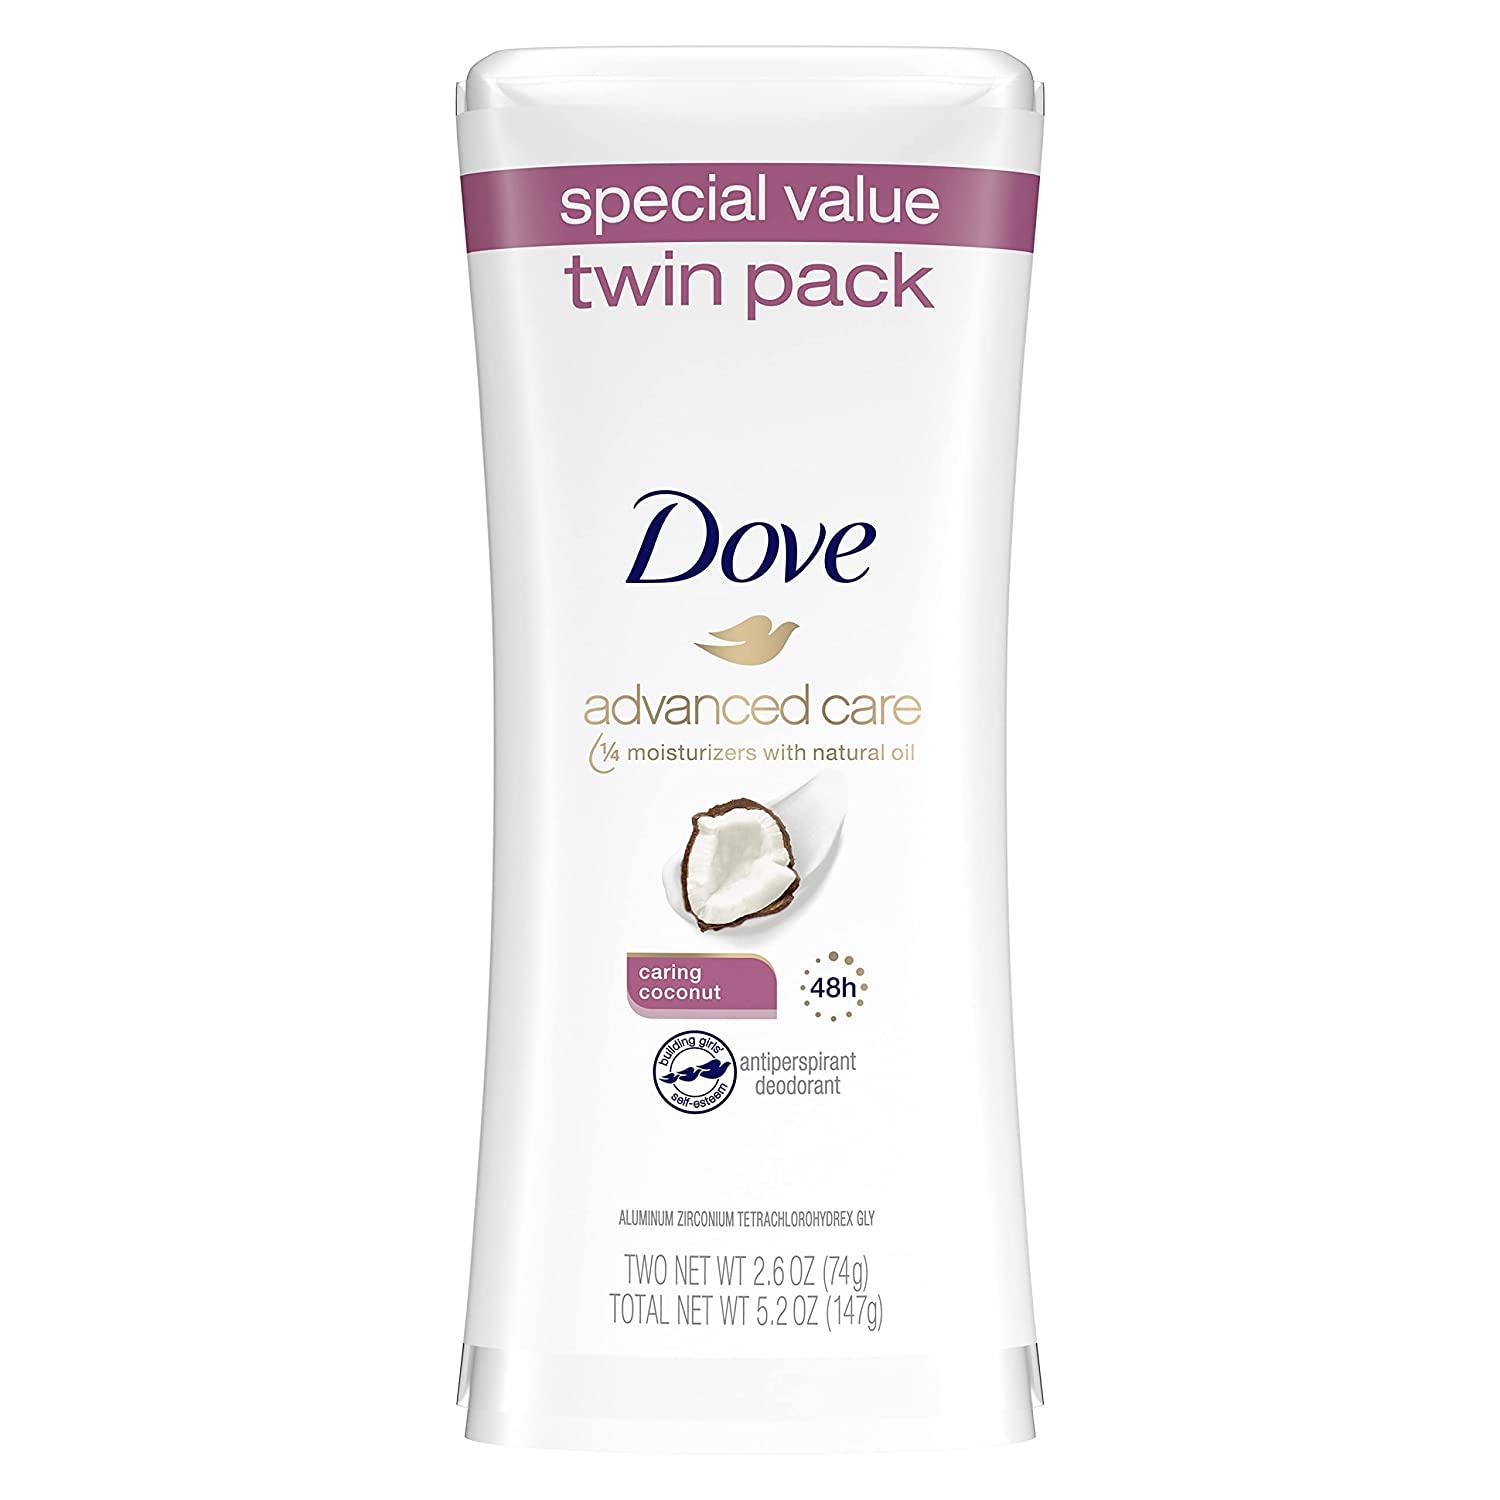 special value
twin pack
Dove
advanced care
¼ moisturizers with natural oil
caring
coconut
48h
building girls'
self-esteem
antiperspirant
deodorant
ALUMINUM ZIRCONIUM TETRACHLOROHYDREX GLY
TWO NET WT 2.6 OZ (74g)
TOTAL NET WT 5.2 OZ (147g)